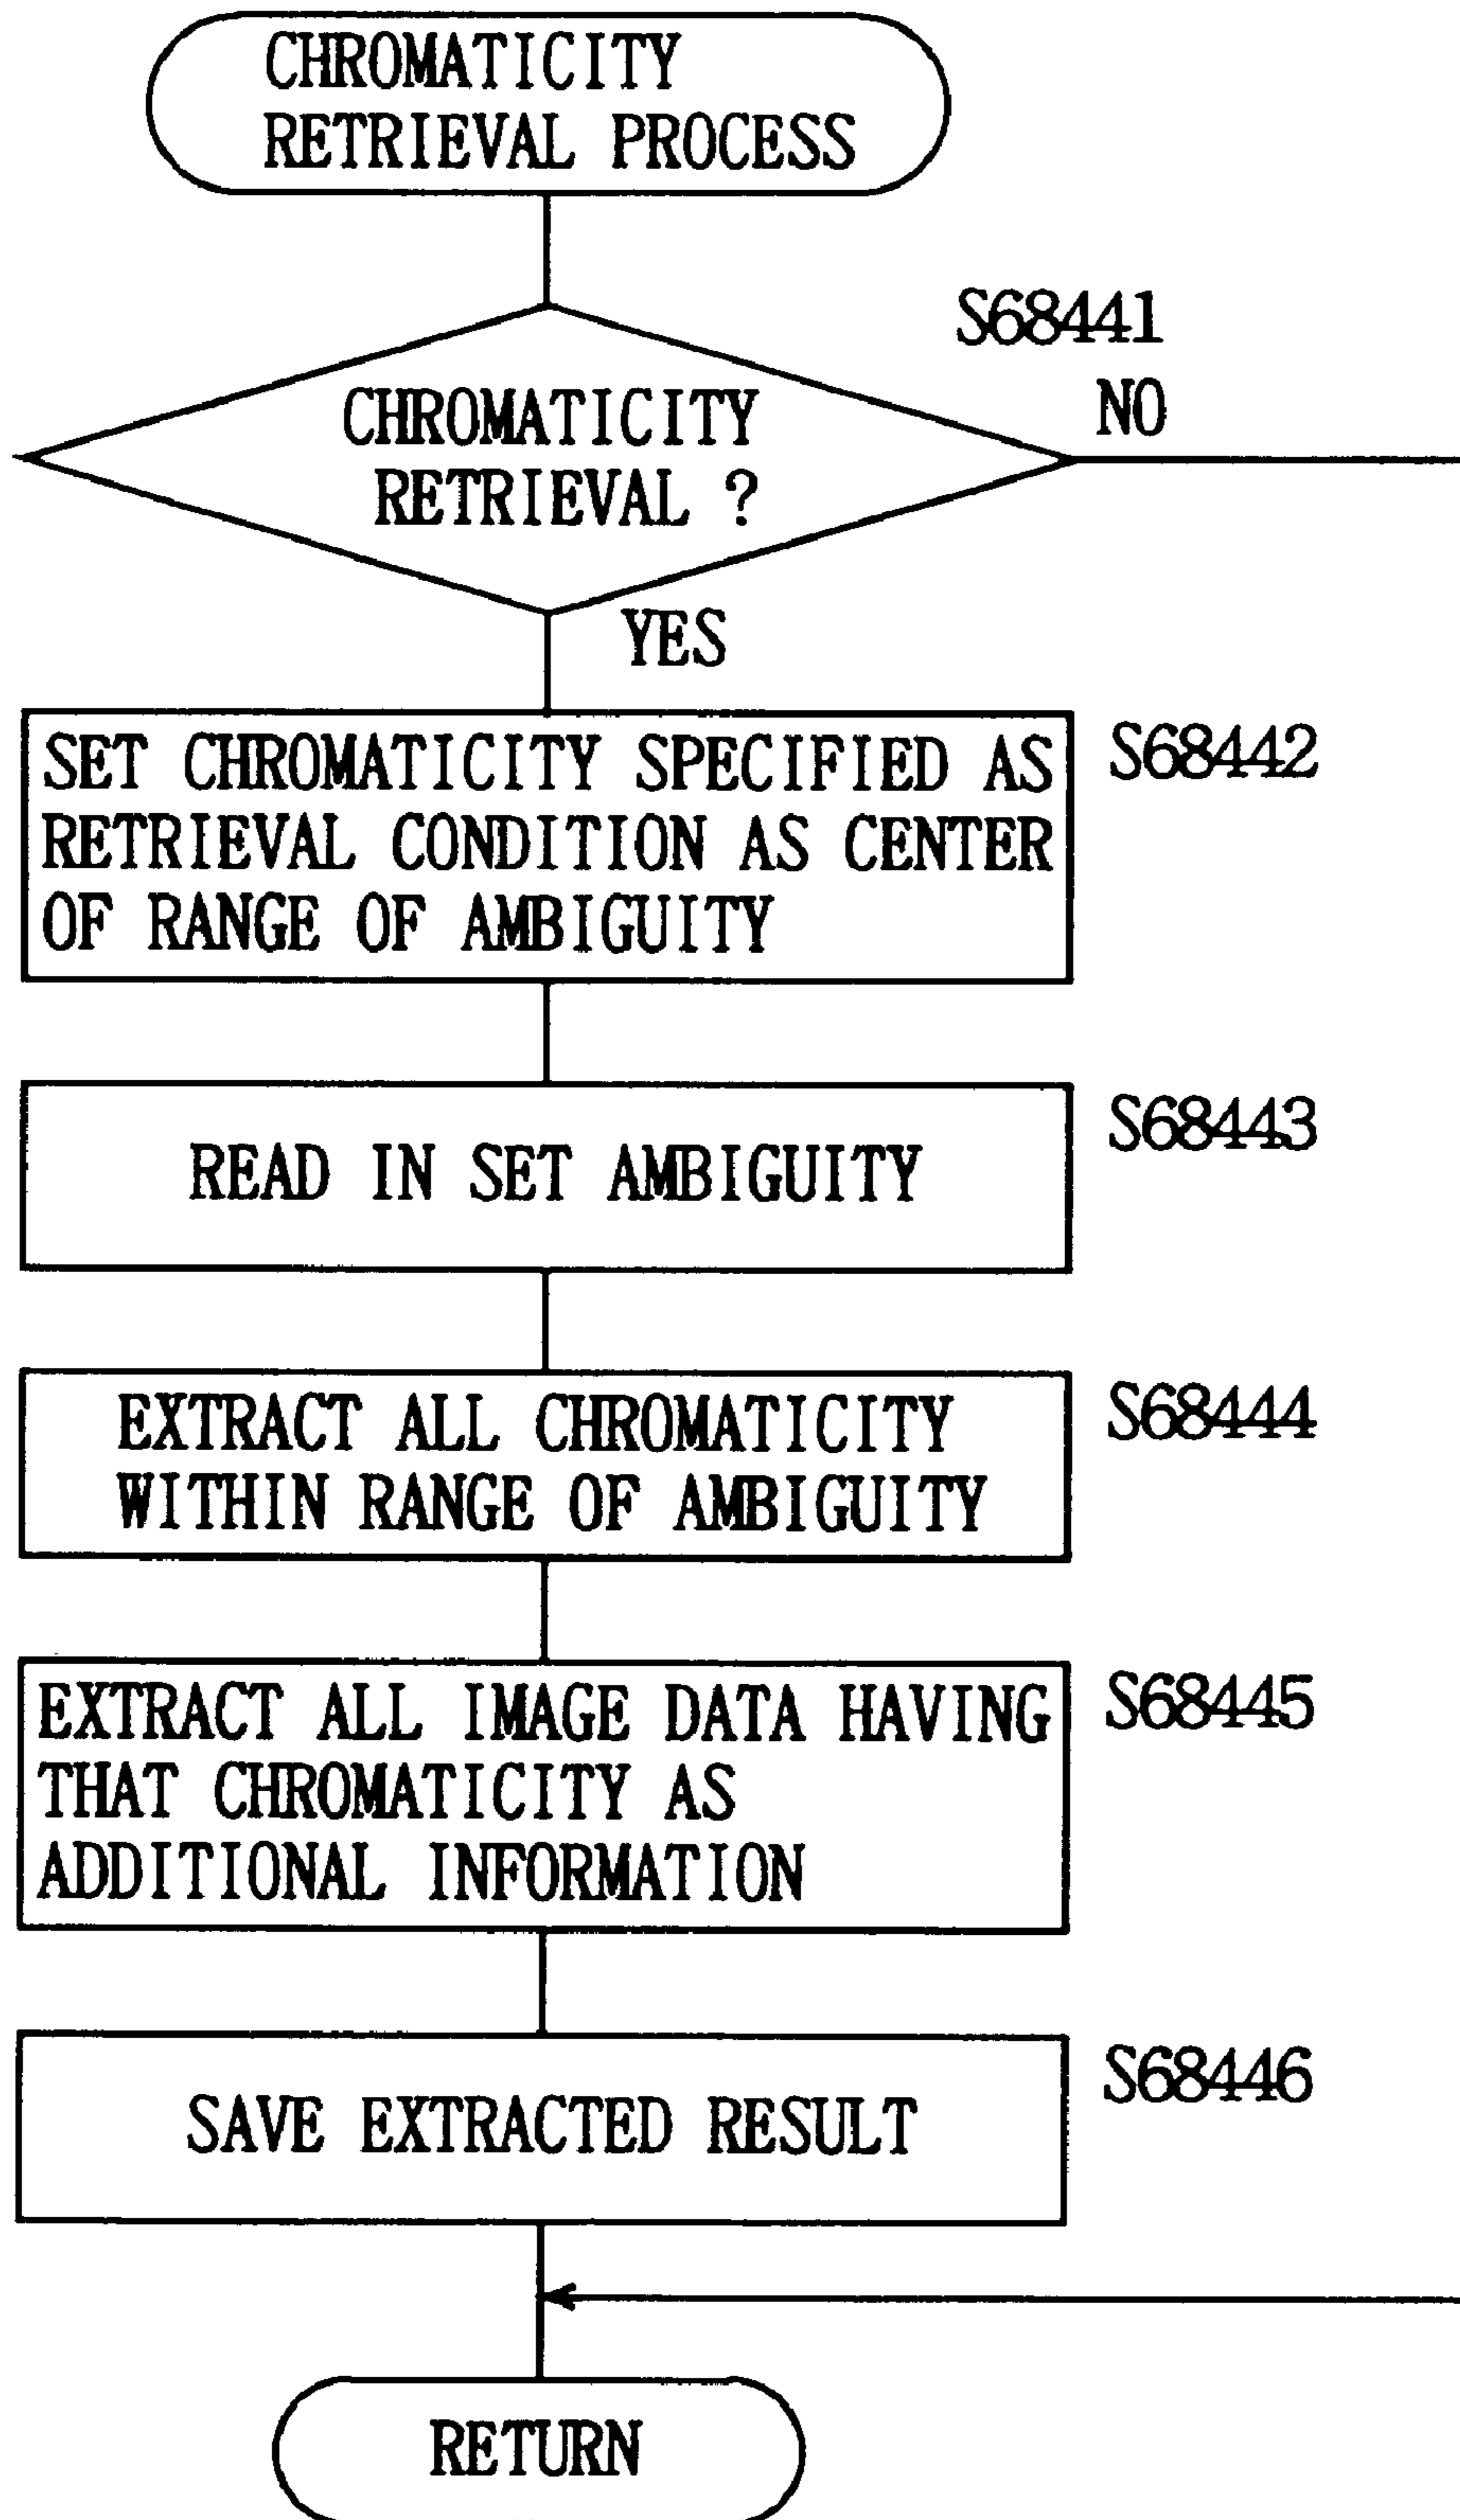 CHROMATICITY
RETRIEVAL PROCESS
S68441
CHROMATICITY
RETRIEVAL ?
NO
YES
SET CHROMATICITY SPECIFIED AS
RETRIEVAL CONDITION AS CENTER
OF RANGE OF AMBIGUITY
S68442
READ IN SET AMBIGUITY
S68443
EXTRACT ALL CHROMATICITY
WITHIN RANGE OF AMBIGUITY
S68444
EXTRACT ALL IMAGE DATA HAVING
THAT CHROMATICITY AS
ADDITIONAL INFORMATION
S68445
SAVE EXTRACTED RESULT
S68446
RETURN